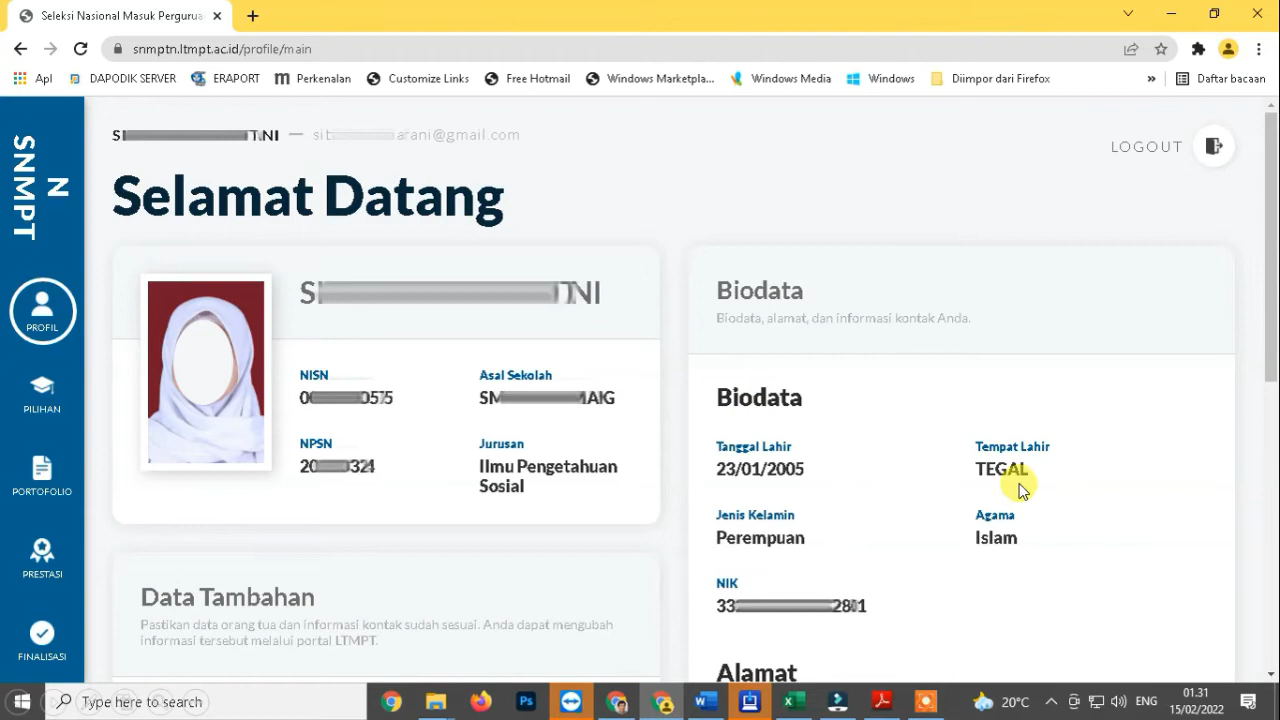 Seleksi Nasional Masuk Pergurua
snmptn.ltmpt.ac.id/profile/main
Apl DAPODIK SERVER ERAPORT Perkenalan Customize Links Free Hotmail Windows Marketpla... Windows Media Windows Diimpor dari Firefox » Daftar bacaan
SNMPTN
LOGOUT
Selamat Datang
PROFIL
PILIHAN
PORTOFOLIO
PRESTASI
FINALISASI
NISN
Asal Sekolah
NPSN
Jurusan
Ilmu Pengetahuan
Sosial
Data Tambahan
Pastikan data orang tua dan informasi kontak sudah sesuai. Anda dapat mengubah
informasi tersebut melalui portal LTMPT.
Biodata
Biodata, alamat, dan informasi kontak Anda.
Biodata
Tanggal Lahir Tempat Lahir
23/01/2005 TEGAL
Jenis Kelamin Agama
Perempuan Islam
NIK
Alamat
Type here to search
20°C
ENG
01.31
15/02/2022